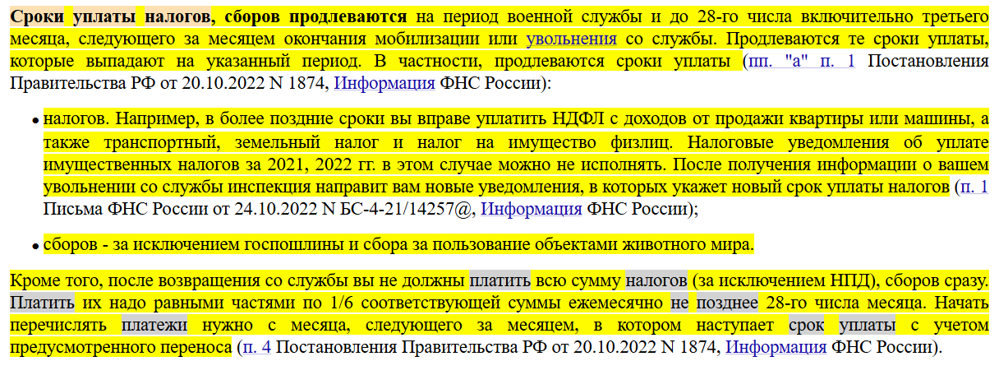 Сроки уплаты налогов, сборов продлеваются на период военной службы и до 28-го числа включительно третьего
месяца, следующего за месяцем окончания мобилизации или увольнения со службы. Продлеваются те сроки уплаты,
которые выпадают на указанный период. В частности, продлеваются сроки уплаты (пп. "а" п. 1 Постановления
Правительства РФ от 20.10.2022 N 1874, Информация ФНС России):
● налогов. Например, в более поздние сроки вы вправе уплатить НДФЛ с доходов от продажи квартиры или машины, а
также транспортный, земельный налог и налог на имущество физлиц. Налоговые уведомления об уплате
имущественных налогов за 2021, 2022 гг. в этом случае можно не исполнять. После получения информации о вашем
увольнении со службы инспекция направит вам новые уведомления, в которых укажет новый срок уплаты налогов (п. 1
Письма ФНС России от 24.10.2022 N БС-4-21/14257@, Информация ФНС России);
● сборов - за исключением госпошлины и сбора за пользование объектами животного мира.
Кроме того, после возвращения со службы вы не должны платить всю сумму налогов (за исключением НПД), сборов сразу.
Платить их надо равными частями по 1/6 соответствующей суммы ежемесячно не позднее 28-го числа месяца. Начать
перечислять платежи нужно с месяца, следующего за месяцем, в котором наступает срок уплаты с учетом
предусмотренного переноса (п. 4 Постановления Правительства РФ от 20.10.2022 N 1874, Информация ФНС России).